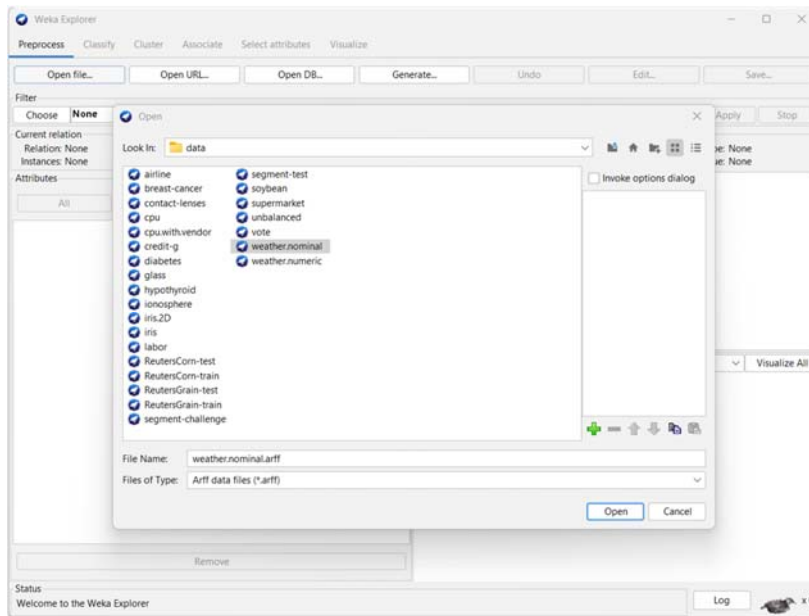 Weka Explorer
Preprocess Classify Cluster Associate Select attributes Visualize
Open file... Open URL... Open DB... Generate... Undo Edit... Save...
Filter
Choose None Apply Stop
Open
Current relation
Relation: None
Instances: None
Look In: data
pe: None
ue: None
Attributes
All
Invoke options dialog
airline segment-test
breast-cancer soybean
contact-lenses supermarket
cpu unbalanced
cpu.with.vendor vote
credit-g weather.nominal
diabetes weather.numeric
glass
hypothyroid
ionosphere
iris.2D
iris
labor
ReutersCorn-test
ReutersCorn-train
ReutersGrain-test
ReutersGrain-train
segment-challenge
Visualize All
File Name: weather.nominal.arff
Files of Type: Arff data files (*.arff)
Open Cancel
Remove
Status
Welcome to the Weka Explorer
Log x